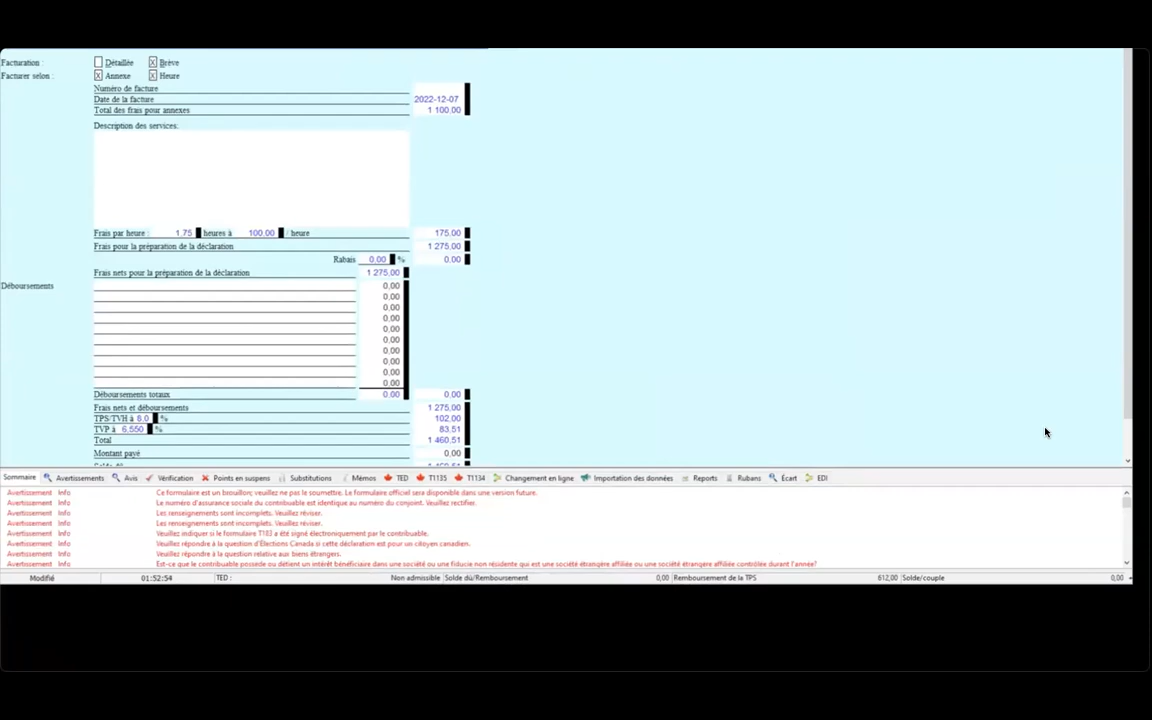 Facturation : Détaillée X Brève
Facturer selon : X Annexe X Heure
Numéro de facture
Date de la facture 2022-12-07
Total des frais pour annexes 1 100,00
Description des services:
Frais par heure : 1.75 heures à 100,00 / heure 175,00
Frais pour la préparation de la déclaration 1 275,00
Rabais 0.00 % 0,00
Frais nets pour la préparation de la déclaration 1 275,00
Déboursements 0,00
0,00
0,00
0,00
0,00
0,00
0,00
0,00
0,00
0,00
Déboursements totaux 0,00 0,00
Frais nets et déboursements 1 275,00
TPS/TVH à 8,0 % 102,00
TVP à 6,550 % 83,51
Total 1 460,51
Montant payé 0,00
Sommaire Avertissements Avis Vérification Points en suspens Substitutions Mémos TED T1135 T1134 Changement en ligne Importation des données Reports Rubans Écart EDI
Avertissement Info Ce formulaire est un brouillon; veuillez ne pas le soumettre. Le formulaire officiel sera disponible dans une version future.
Avertissement Info Le numéro d'assurance sociale du contribuable est identique au numéro du conjoint. Veuillez rectifier.
Avertissement Info Les renseignements sont incomplets. Veuillez réviser.
Avertissement Info Les renseignements sont incomplets. Veuillez réviser.
Avertissement Info Veuillez indiquer si le formulaire T183 a été signé électroniquement par le contribuable.
Avertissement Info Veuillez répondre à la question d'Élections Canada si cette déclaration est pour un citoyen canadien.
Avertissement Info Veuillez répondre à la question relative aux biens étrangers.
Avertissement Info Est-ce que le contribuable possede ou détient un intérêt bénéficiaire dans une société ou une fiducie non résidente qui est une société étrangère affiliée ou une société étrangere affiliée contrôlée durant l'année?
Modifié 01:52:54 TED : Non admissible Solde dû/Remboursement 0,00 Remboursement de la TPS 612,00 Solde/couple 0,00